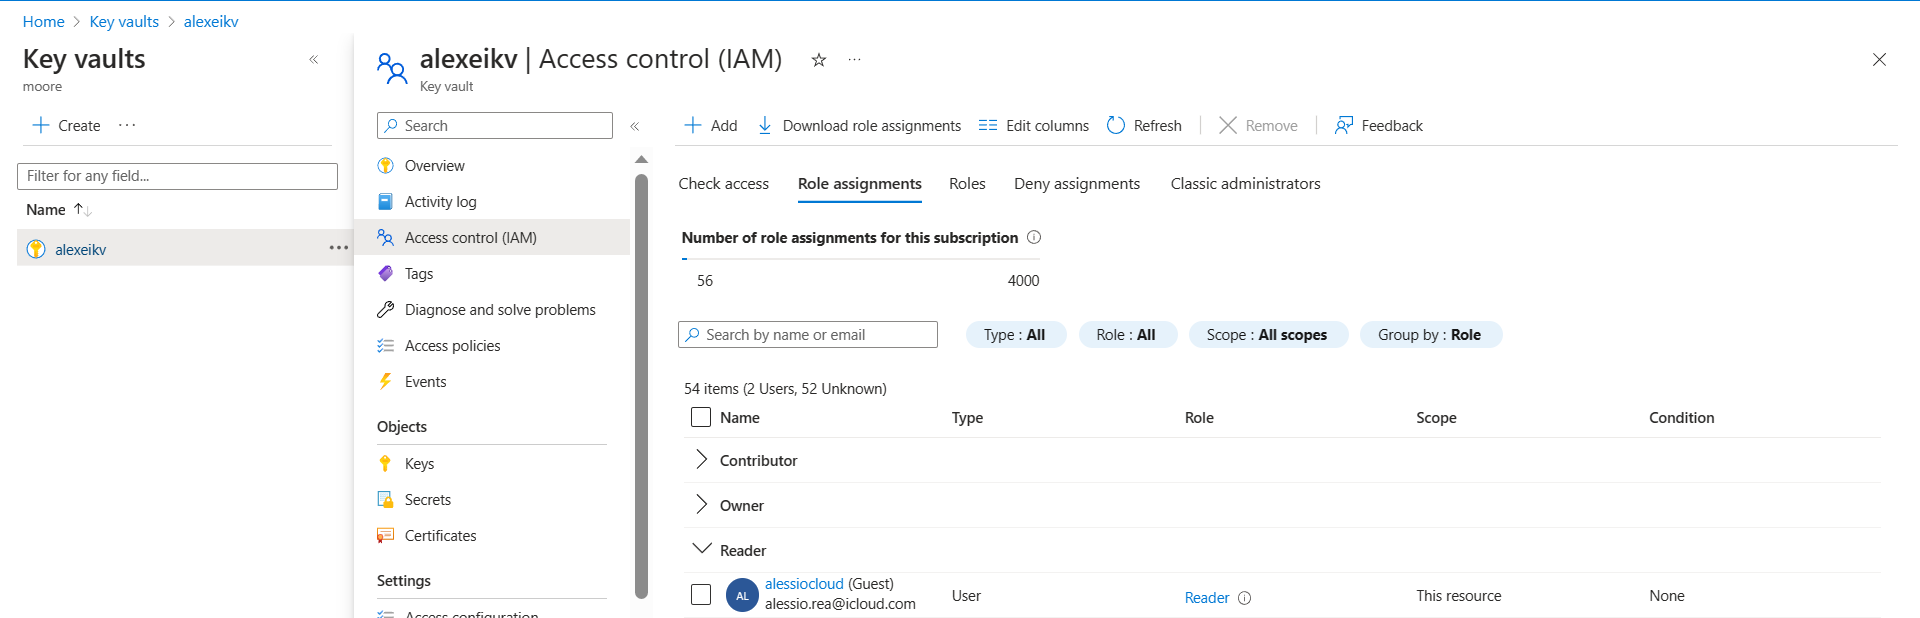 Home > Key vaults > alexeikv
Key vaults
moore
Create
Filter for any field...
Name
alexeikv
alexeikv | Access control (IAM)
Key vault
Search
Overview
Activity log
Access control (IAM)
Tags
Diagnose and solve problems
Access policies
Events
Objects
Keys
Secrets
Certificates
Settings
Access configuration
Add Download role assignments Edit columns Refresh Remove Feedback
Check access Role assignments Roles Deny assignments Classic administrators
Number of role assignments for this subscription
56 4000
Search by name or email Type : All Role : All Scope : All scopes Group by : Role
54 items (2 Users, 52 Unknown)
Name Type Role Scope Condition
Contributor
Owner
Reader
AL alessiocloud (Guest)
alessio.rea@icloud.com User Reader This resource None